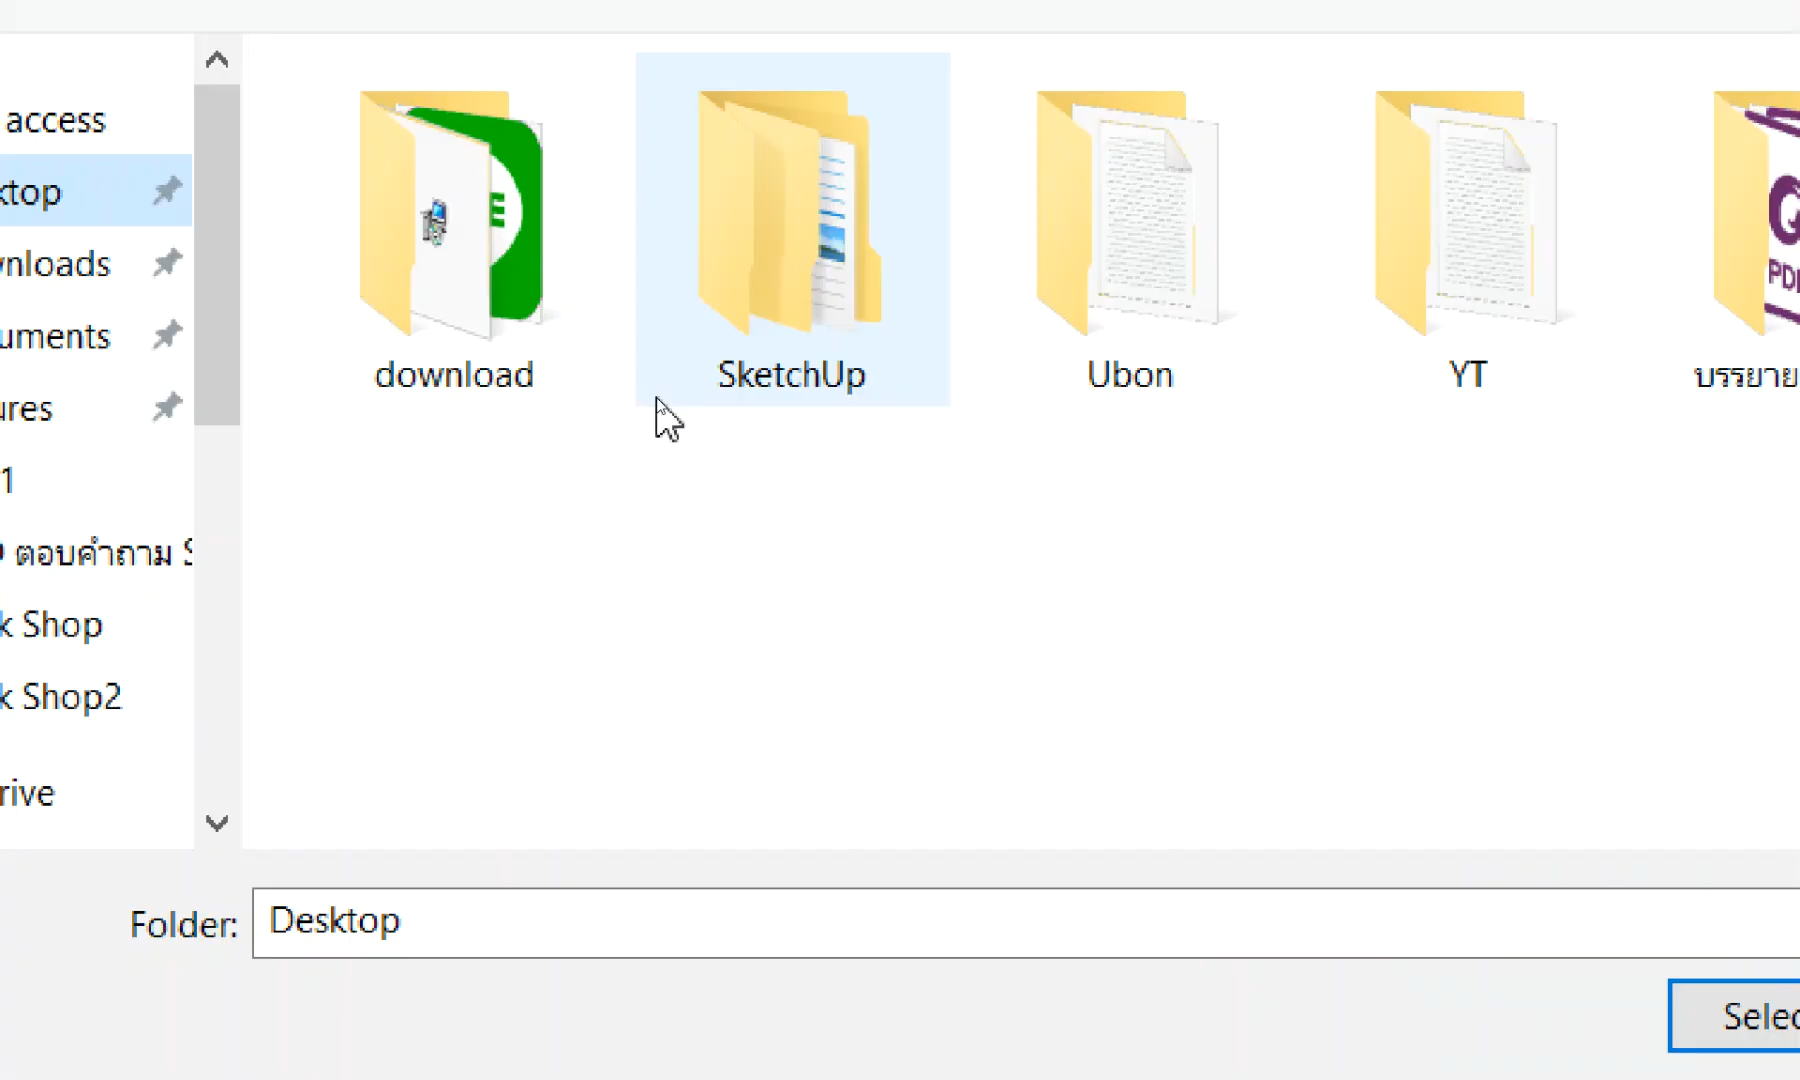 access
ktop
nloads
uments
ures
1
ตอบคำถาม S
k Shop
k Shop2
rive
download
SketchUp
Ubon
YT
บรรยาย
PD
Folder:
Desktop
Selec